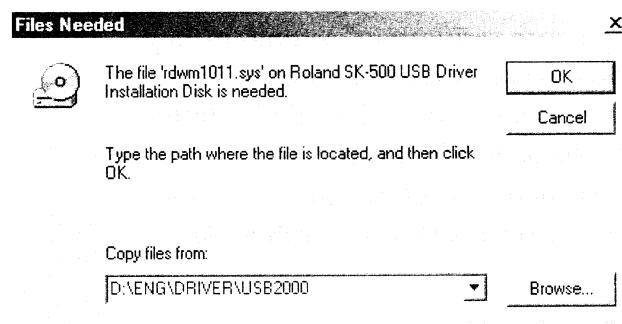 Files Needed
The file 'rdwm1011.sys' on Roland SK-500 USB Driver
Installation Disk is needed.
OK
Cancel
Type the path where the file is located, and then click
OK.
Copy files from:
D:\ENG\DRIVER\USB2000
Browse...